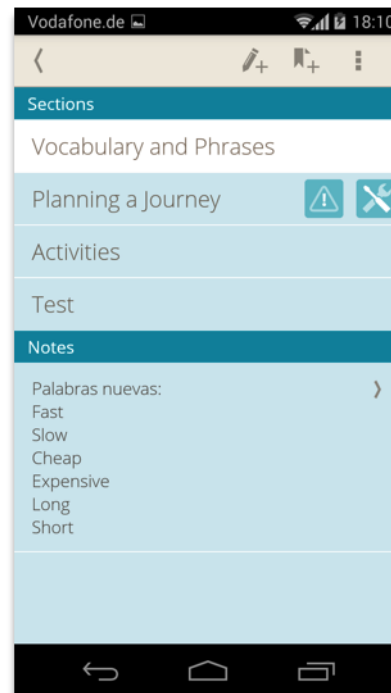 Vodafone.de 18:10
Sections
Vocabulary and Phrases
Planning a Journey
Activities
Test
Notes
Palabras nuevas:
Fast
Slow
Cheap
Expensive
Long
Short